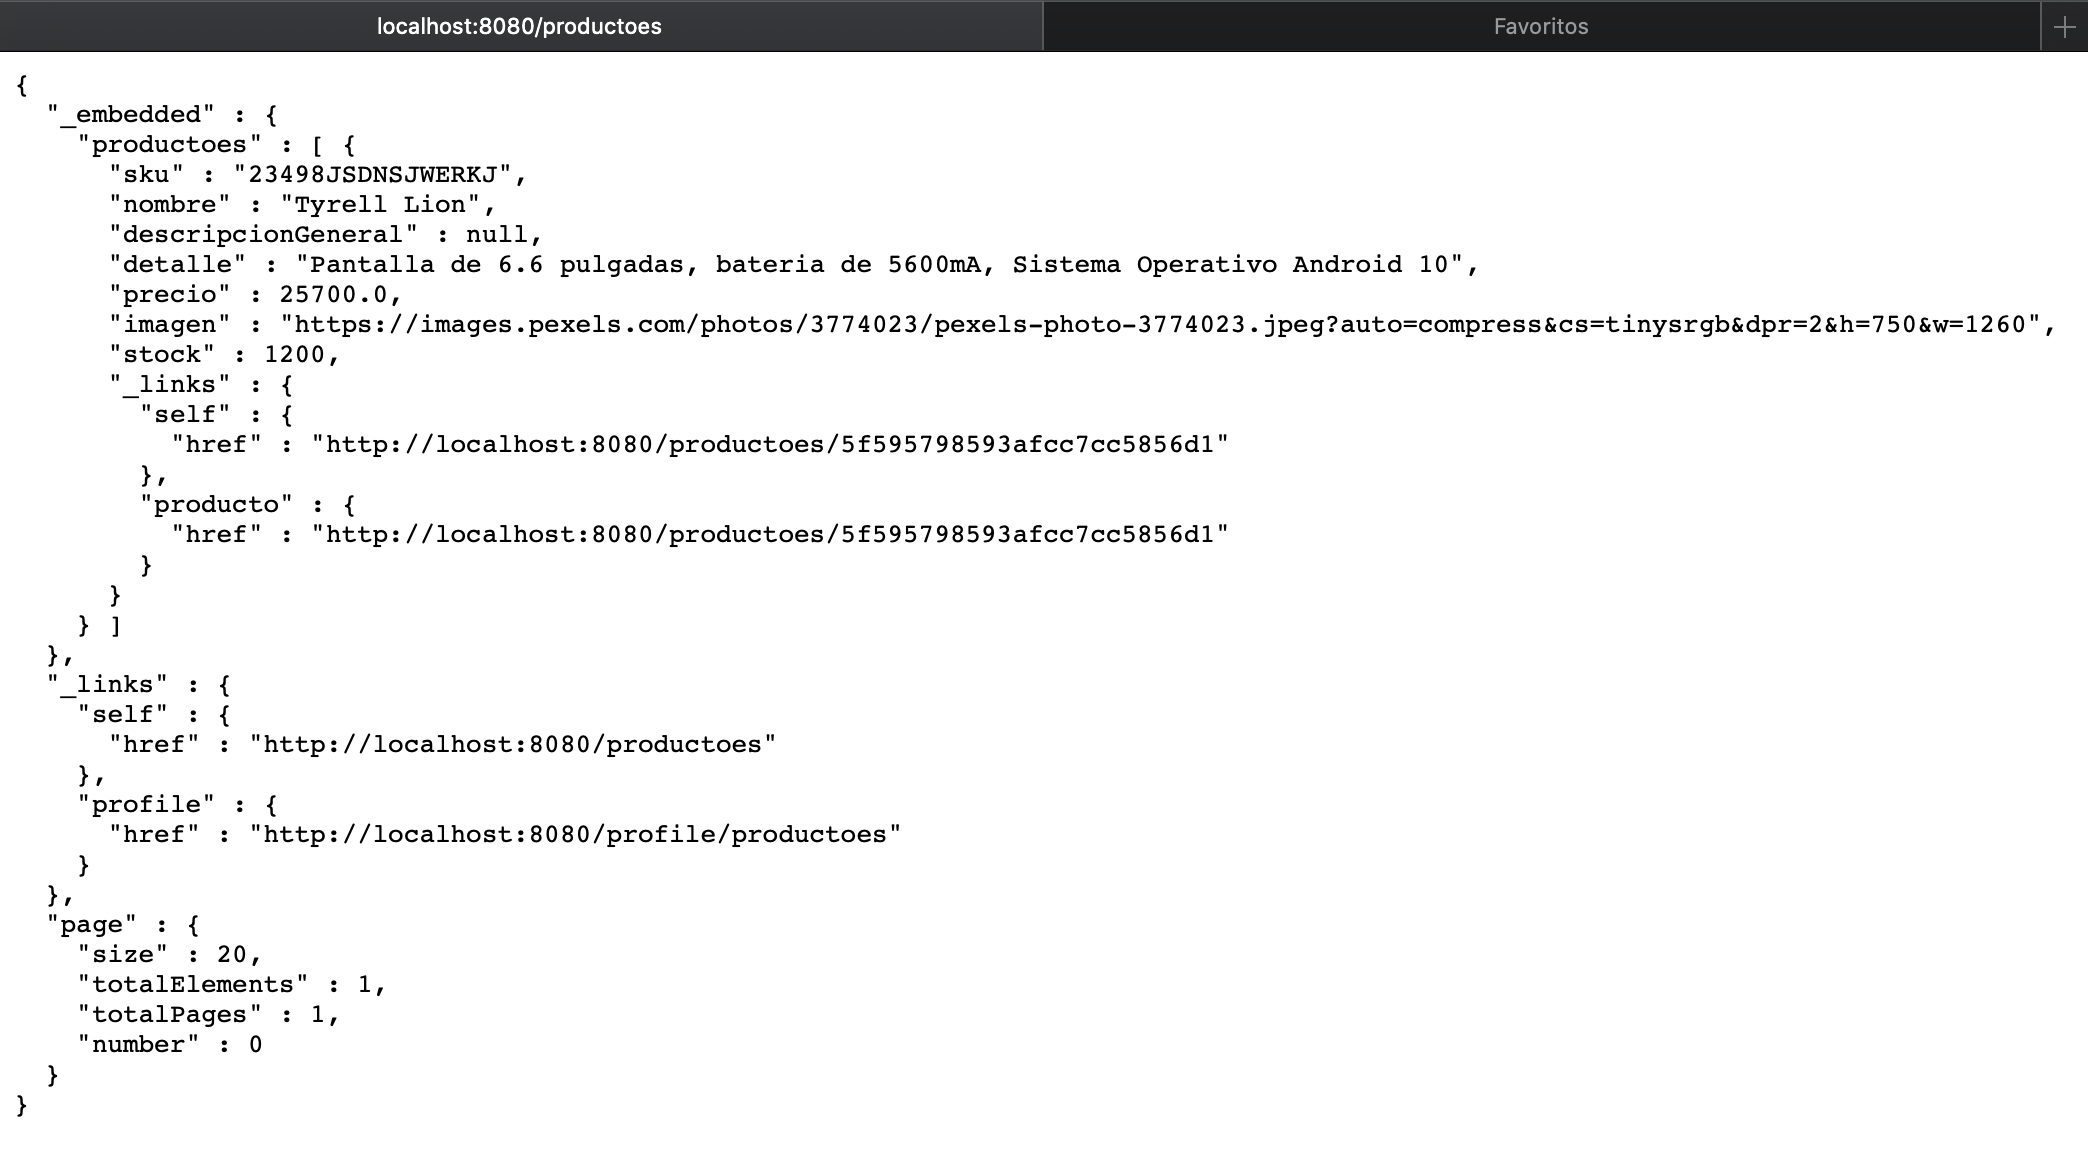 localhost:8080/productoes
Favoritos
{
  "_embedded" : {
    "productoes" : [ {
      "sku" : "23498JSDNSJWERKJ",
      "nombre" : "Tyrell Lion",
      "descripcionGeneral" : null,
      "detalle" : "Pantalla de 6.6 pulgadas, bateria de 5600mA, Sistema Operativo Android 10",
      "precio" : 25700.0,
      "imagen" : "https://images.pexels.com/photos/3774023/pexels-photo-3774023.jpeg?auto=compress&cs=tinysrgb&dpr=2&h=750&w=1260",
      "stock" : 1200,
      "_links" : {
        "self" : {
          "href" : "http://localhost:8080/productoes/5f595798593afcc7cc5856d1"
        },
        "producto" : {
          "href" : "http://localhost:8080/productoes/5f595798593afcc7cc5856d1"
        }
      }
    } ]
  },
  "_links" : {
    "self" : {
      "href" : "http://localhost:8080/productoes"
    },
    "profile" : {
      "href" : "http://localhost:8080/profile/productoes"
    }
  },
  "page" : {
    "size" : 20,
    "totalElements" : 1,
    "totalPages" : 1,
    "number" : 0
  }
}